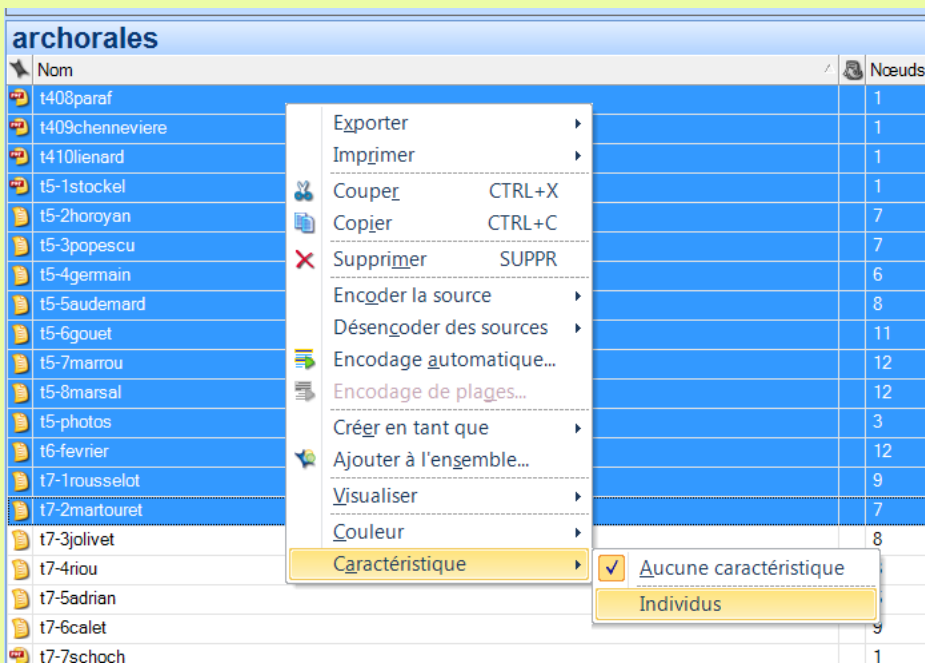 archorales
Nom Nœuds
t408paraf 1
t409chenneviere 1
t410lienard 1
t5-1stockel 1
t5-2horoyan 7
t5-3popescu 7
t5-4germain 6
t5-5audemard 8
t5-6gouet 11
t5-7marrou 12
t5-8marsal 12
t5-photos 3
t6-fevrier 12
t7-1rousselot 9
t7-2martouret 7
t7-3jolivet 8
t7-4riou
t7-5adrian
t7-6calet 9
t7-7schoch 1
Exporter
Imprimer
Couper CTRL+X
Copier CTRL+C
Supprimer SUPPR
Encoder la source
Désencoder des sources
Encodage automatique...
Encodage de plages...
Créer en tant que
Ajouter à l'ensemble...
Visualiser
Couleur
Caractéristique
Aucune caractéristique
Individus